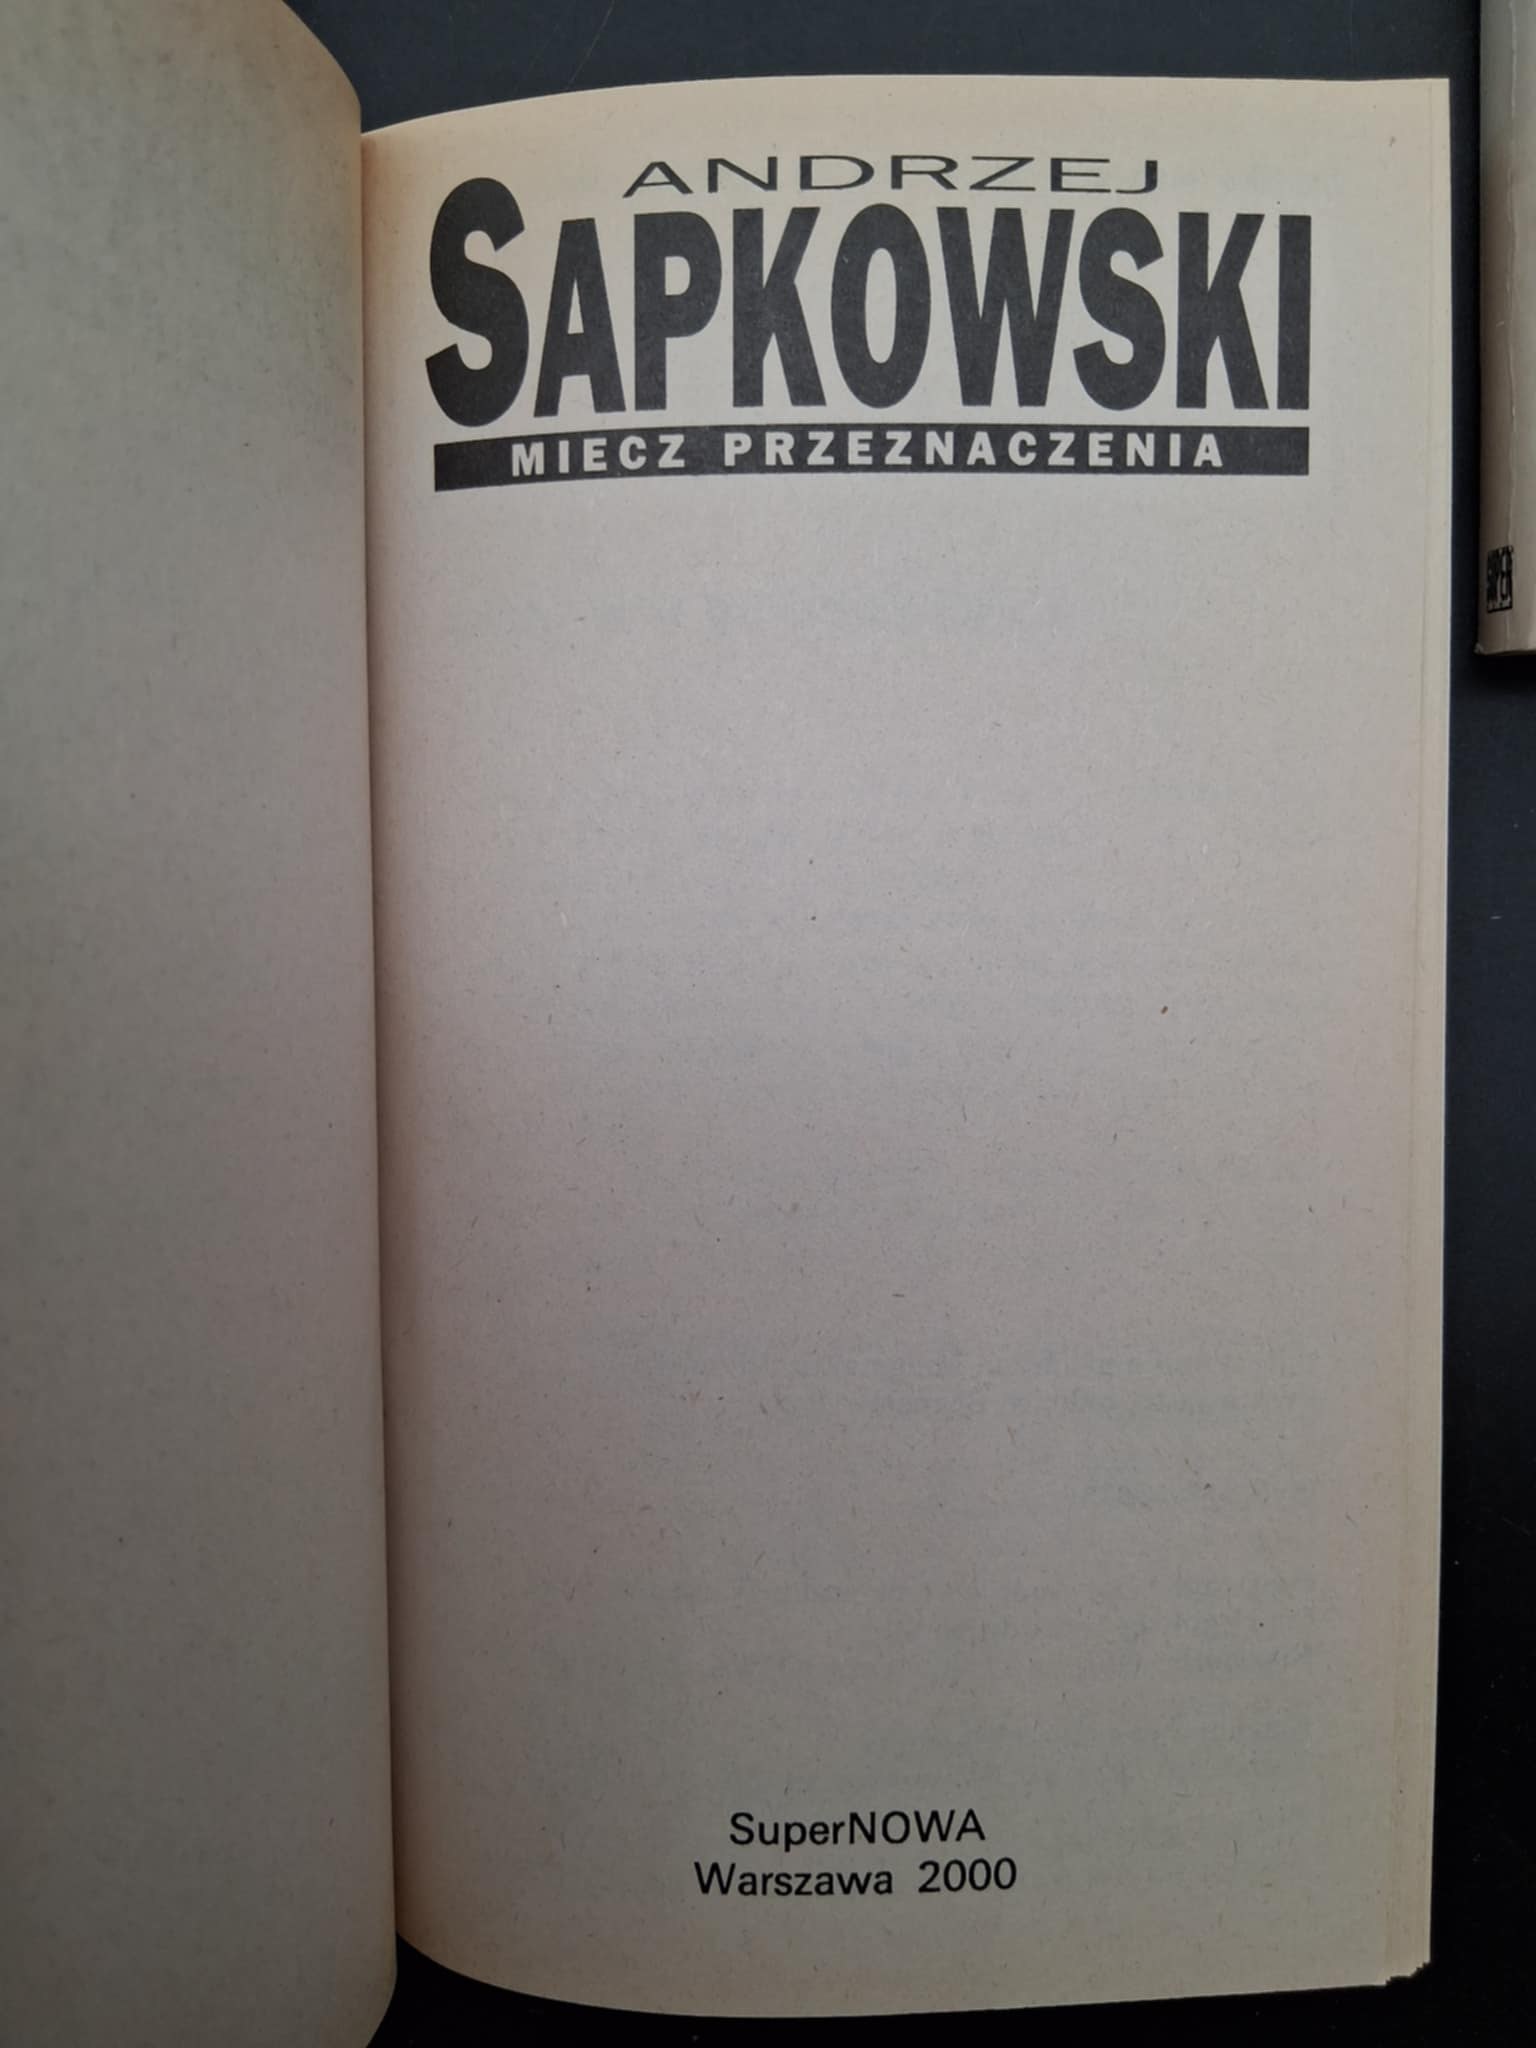 ANDRZEJ
SAPKOWSKI
MIECZ PRZEZNACZENIA
SuperNOWA
Warszawa 2000